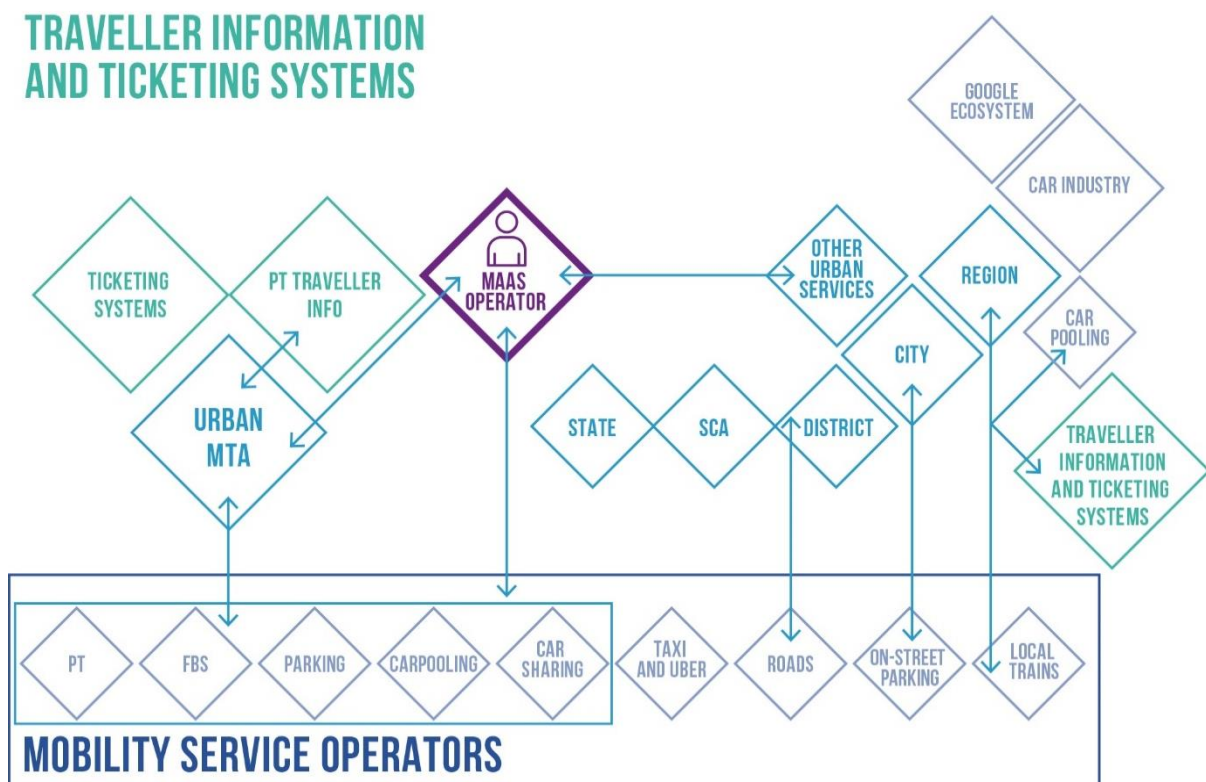 TRAVELLER INFORMATION
AND TICKETING SYSTEMS
GOOGLE
ECOSYSTEM
CAR INDUSTRY
TICKETING
SYSTEMS
PT TRAVELLER
INFO
MAAS
OPERATOR
OTHER
URBAN
SERVICES
REGION
CAR
POOLING
CITY
URBAN
MTA
STATE
SCA
DISTRICT
TRAVELLER
INFORMATION
AND TICKETING
SYSTEMS
PT
FBS
PARKING
CARPOOLING
CAR
SHARING
TAXI
AND UBER
ROADS
ON-STREET
PARKING
LOCAL
TRAINS
MOBILITY SERVICE OPERATORS